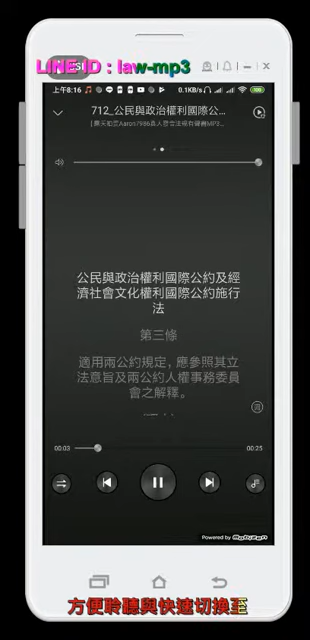 LINE ID：law-mp3
上午8:16
0.1KB/s
100
712_公民與政治權利國際公...
00:03
00:25
公民與政治權利國際公約及經
濟社會文化權利國際公約施行
法
第三條
適用兩公約規定，應參照其立
法意旨及兩公約人權事務委員
會之解釋。
詞
Powered by
方便聆聽與快速切換至